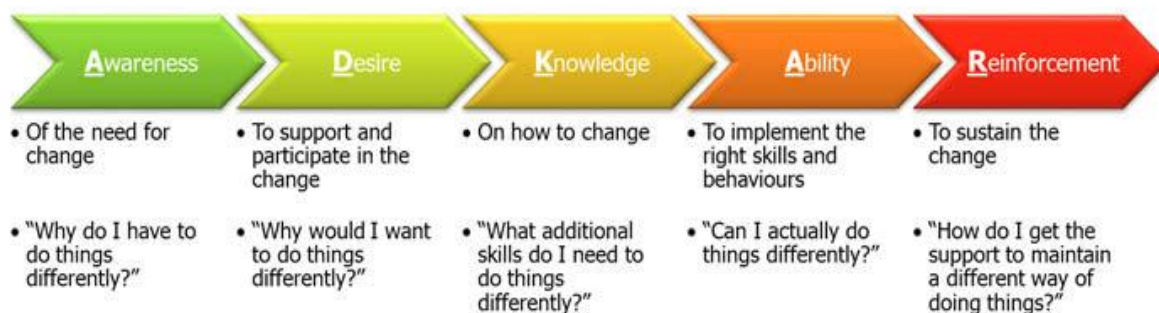 Awareness
Desire
Knowledge
Ability
Reinforcement
• Of the need for
change
• "Why do I have to
do things
differently?"
• To support and
participate in the
change
• "Why would I want
to do things
differently?"
• On how to change
• "What additional
skills do I need to
do things
differently?"
• To implement the
right skills and
behaviours
• "Can I actually do
things differently?"
• To sustain the
change
• "How do I get the
support to maintain
a different way of
doing things?"